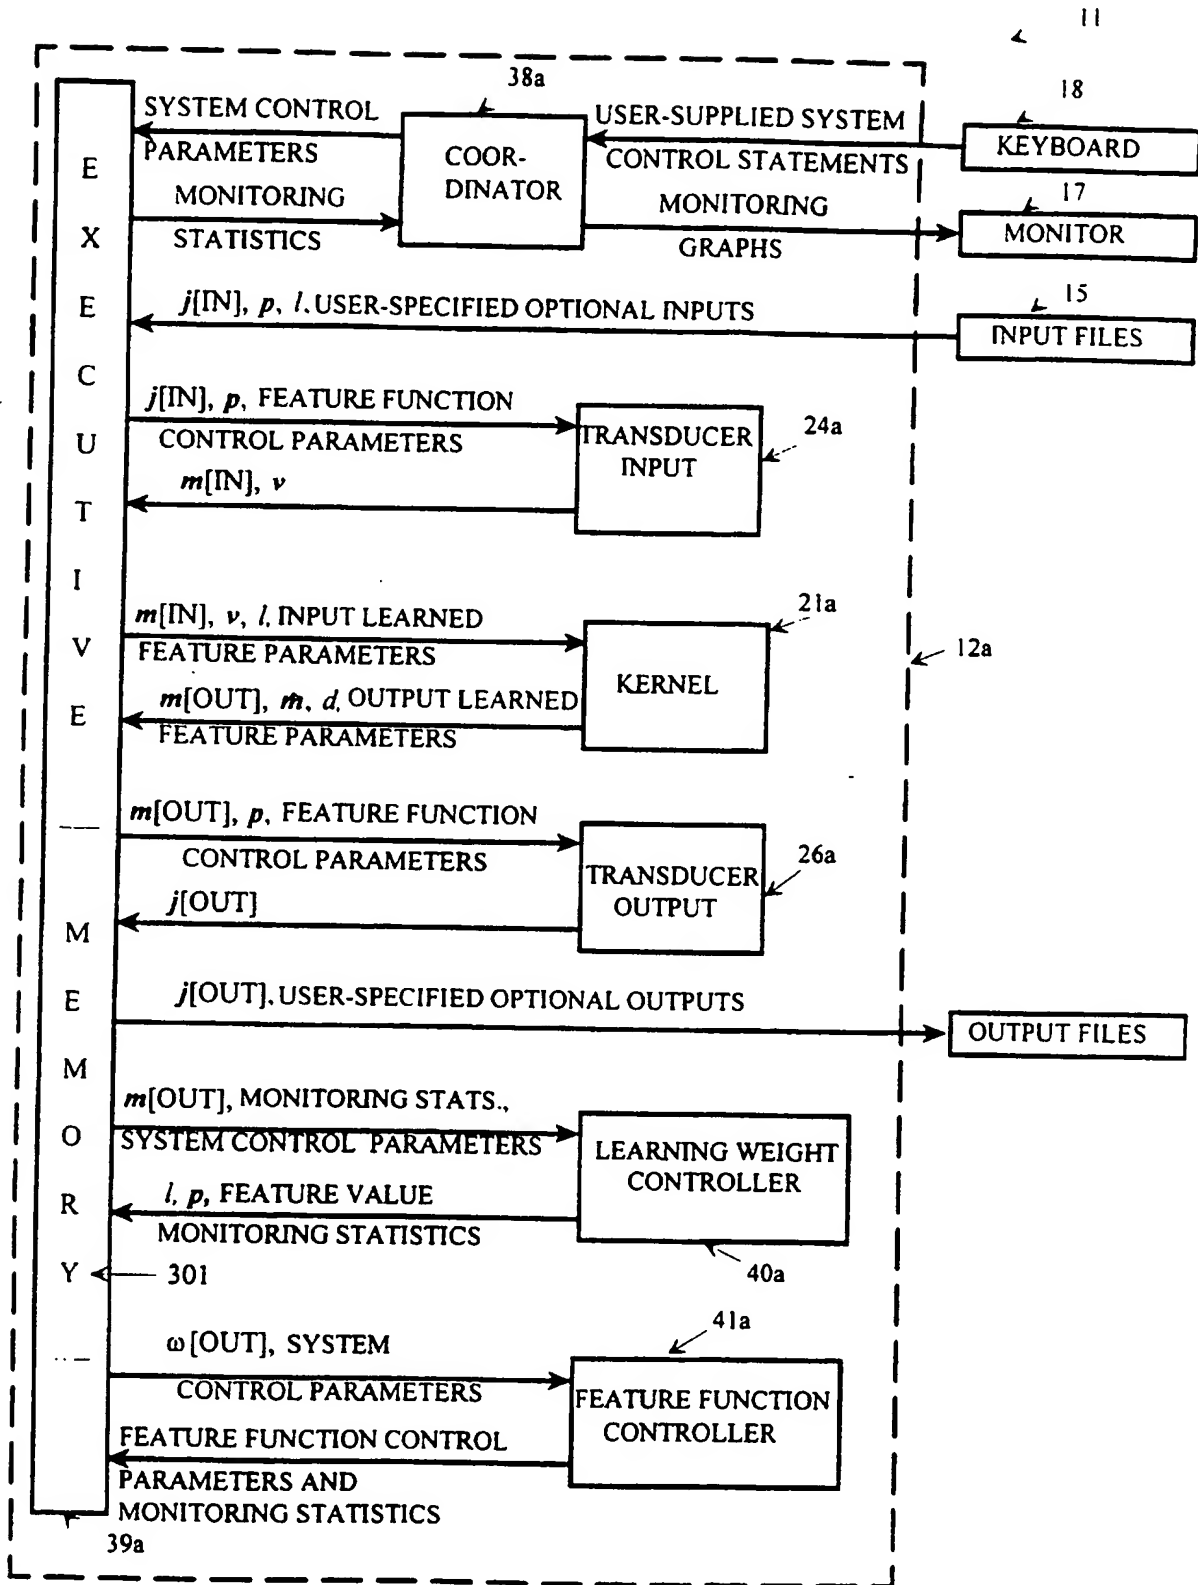 11
38a
18
SYSTEM CONTROL
PARAMETERS
MONITORING
STATISTICS
COOR-
DINATOR
USER-SUPPLIED SYSTEM
CONTROL STATEMENTS
MONITORING
GRAPHS
KEYBOARD
17
MONITOR
j[IN], p, l, USER-SPECIFIED OPTIONAL INPUTS
15
INPUT FILES
j[IN], p, FEATURE FUNCTION
CONTROL PARAMETERS
m[IN], v
TRANSDUCER
INPUT
24a
m[IN], v, l, INPUT LEARNED
FEATURE PARAMETERS
m[OUT], ṁ, d, OUTPUT LEARNED
FEATURE PARAMETERS
KERNEL
21a
12a
m[OUT], p, FEATURE FUNCTION
CONTROL PARAMETERS
j[OUT]
TRANSDUCER
OUTPUT
26a
j[OUT], USER-SPECIFIED OPTIONAL OUTPUTS
OUTPUT FILES
m[OUT], MONITORING STATS.,
SYSTEM CONTROL PARAMETERS
l, p, FEATURE VALUE
MONITORING STATISTICS
LEARNING WEIGHT
CONTROLLER
40a
301
41a
ω[OUT], SYSTEM
CONTROL PARAMETERS
FEATURE FUNCTION CONTROL
PARAMETERS AND
MONITORING STATISTICS
FEATURE FUNCTION
CONTROLLER
EXECUTIVE MEMORY
39a